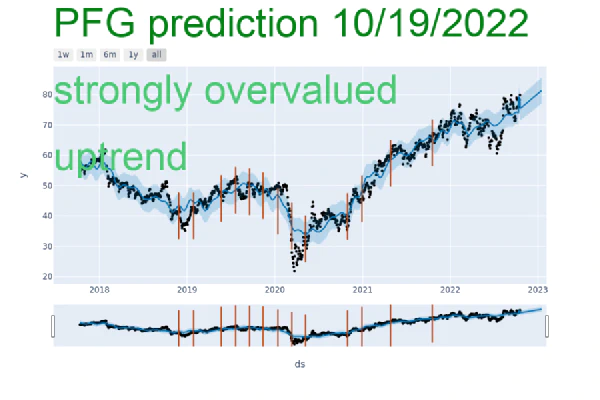 PFG prediction 10/19/2022
1w 1m 6m 1y all
strongly overvalued
uptrend
80
70
60
50
40
30
20
y
2018 2019 2020 2021 2022 2023
ds